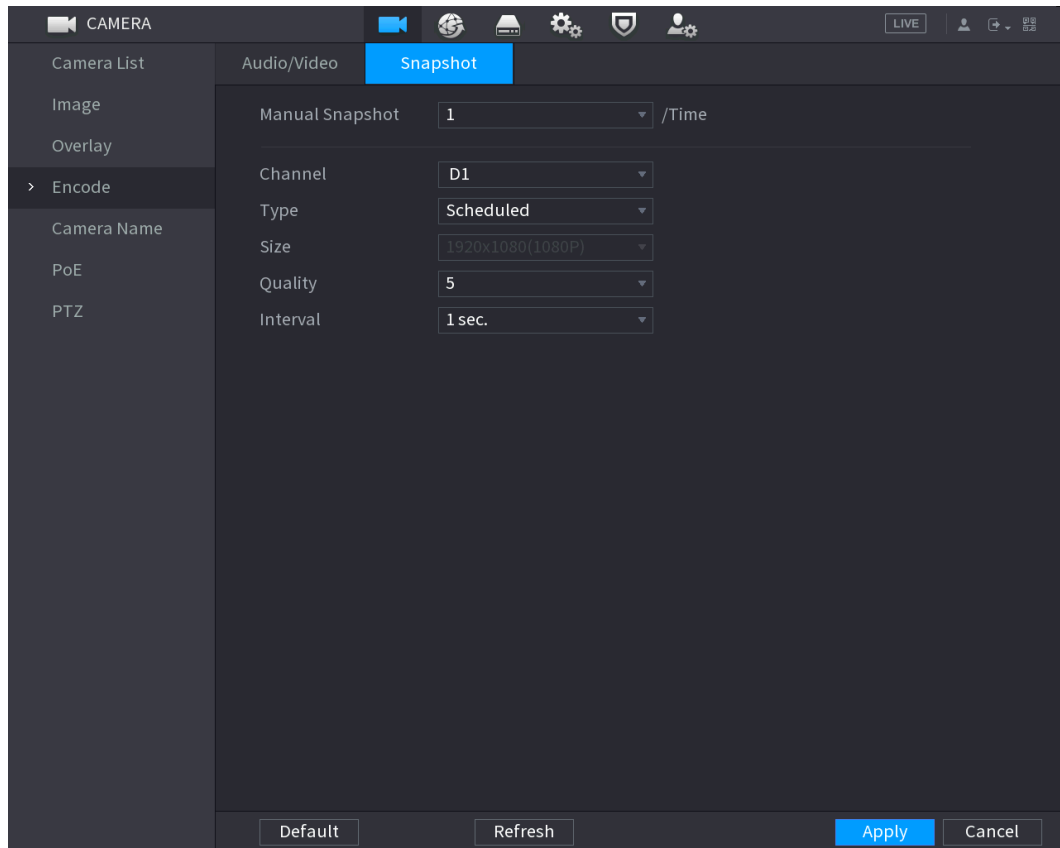 CAMERA LIVE
Camera List
Image
Overlay
> Encode
Camera Name
PoE
PTZ
Audio/Video Snapshot
Manual Snapshot 1 /Time
Channel D1
Type Scheduled
Size 1920x1080(1080P)
Quality 5
Interval 1 sec.
Default Refresh Apply Cancel